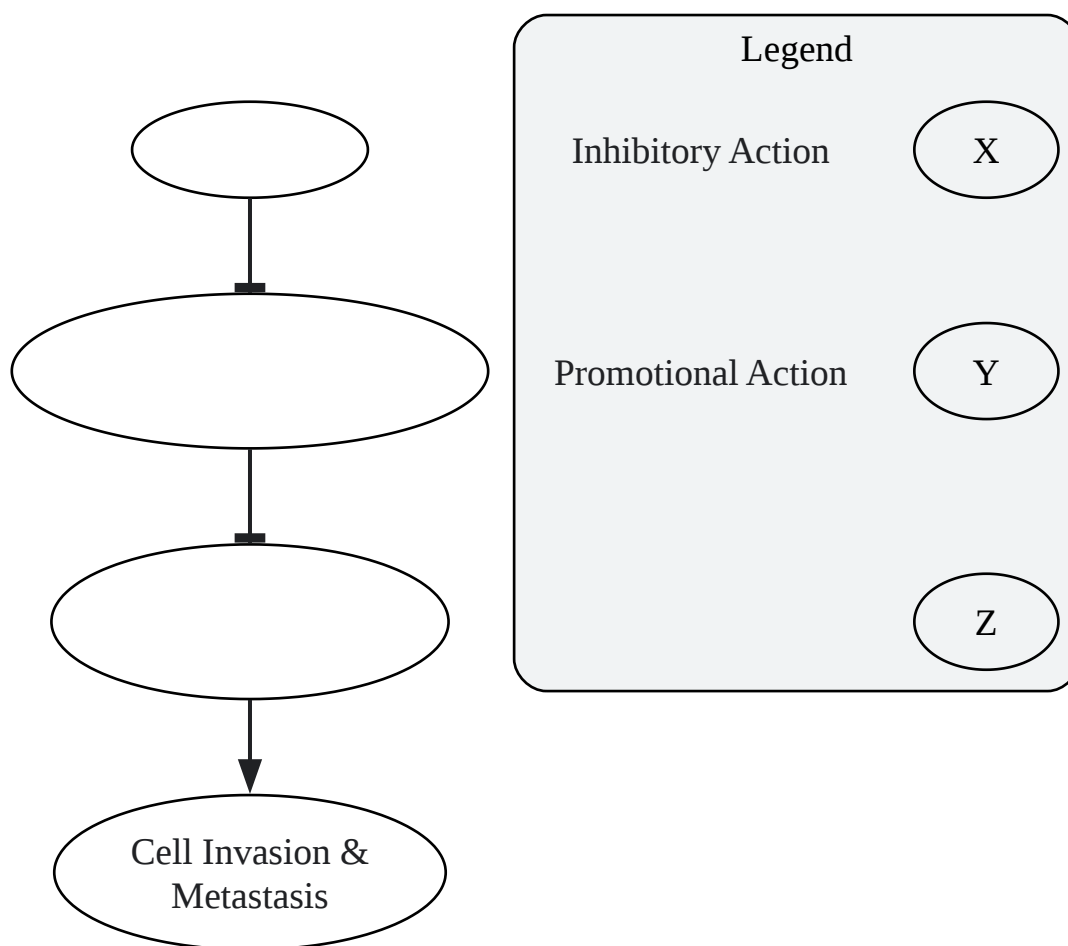 Legend
Inhibitory Action
X
Promotional Action
Y
Z
Cell Invasion &
Metastasis